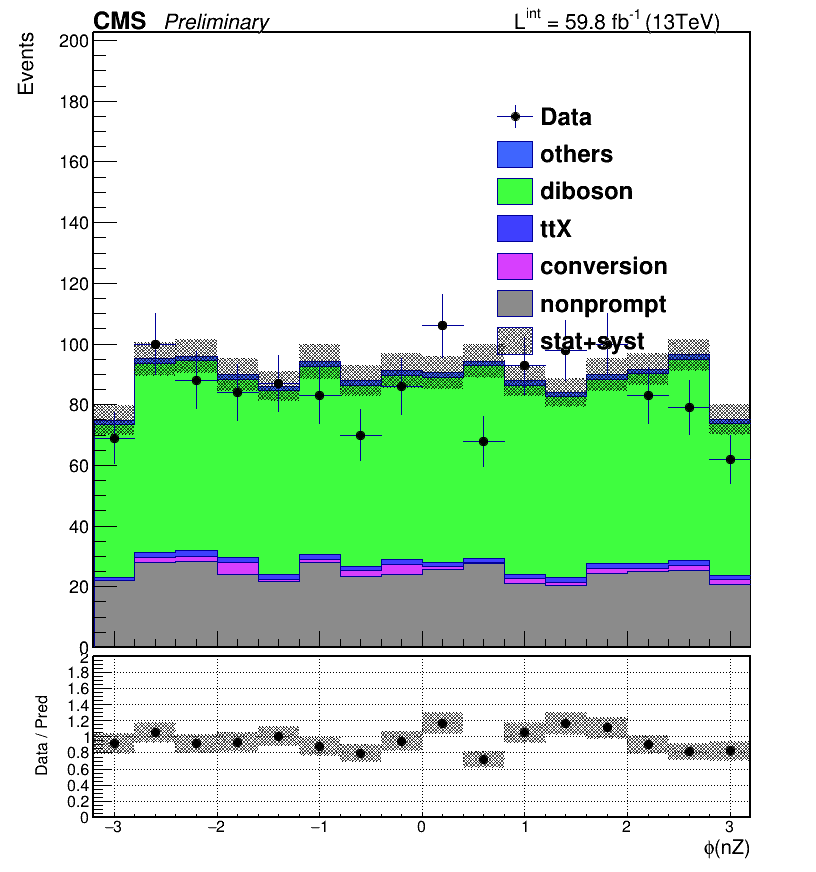 CMS Preliminary L^int = 59.8 fb^-1 (13TeV)
Events
200
180
160
140
120
100
80
60
40
20
0
Data
others
diboson
ttX
conversion
nonprompt
stat+syst
Data / Pred
2
1.8
1.6
1.4
1.2
1
0.8
0.6
0.4
0.2
0
−3 −2 −1 0 1 2 3
ϕ(nZ)